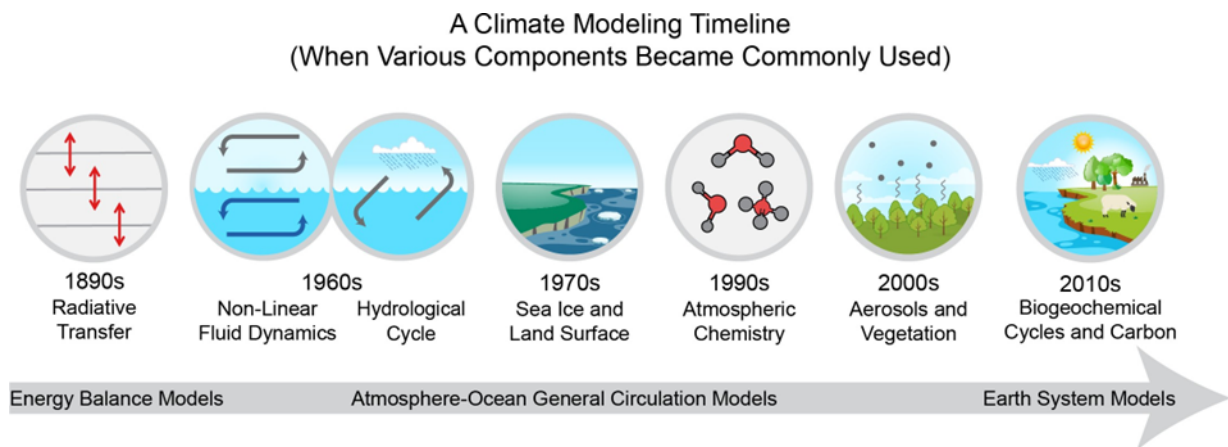 A Climate Modeling Timeline
(When Various Components Became Commonly Used)
1890s
Radiative
Transfer
1960s
Non-Linear
Fluid Dynamics
Hydrological
Cycle
1970s
Sea Ice and
Land Surface
1990s
Atmospheric
Chemistry
2000s
Aerosols and
Vegetation
2010s
Biogeochemical
Cycles and Carbon
Energy Balance Models
Atmosphere-Ocean General Circulation Models
Earth System Models